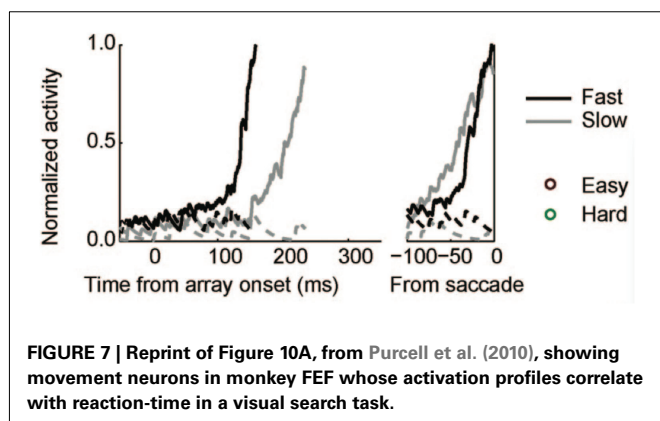 Normalized activity
1.0
0.5
0.0
0 100 200 300
Time from array onset (ms)
−100 −50 0
From saccade
Fast
Slow
Easy
Hard
FIGURE 7 | Reprint of Figure 10A, from Purcell et al. (2010), showing
movement neurons in monkey FEF whose activation profiles correlate
with reaction-time in a visual search task.